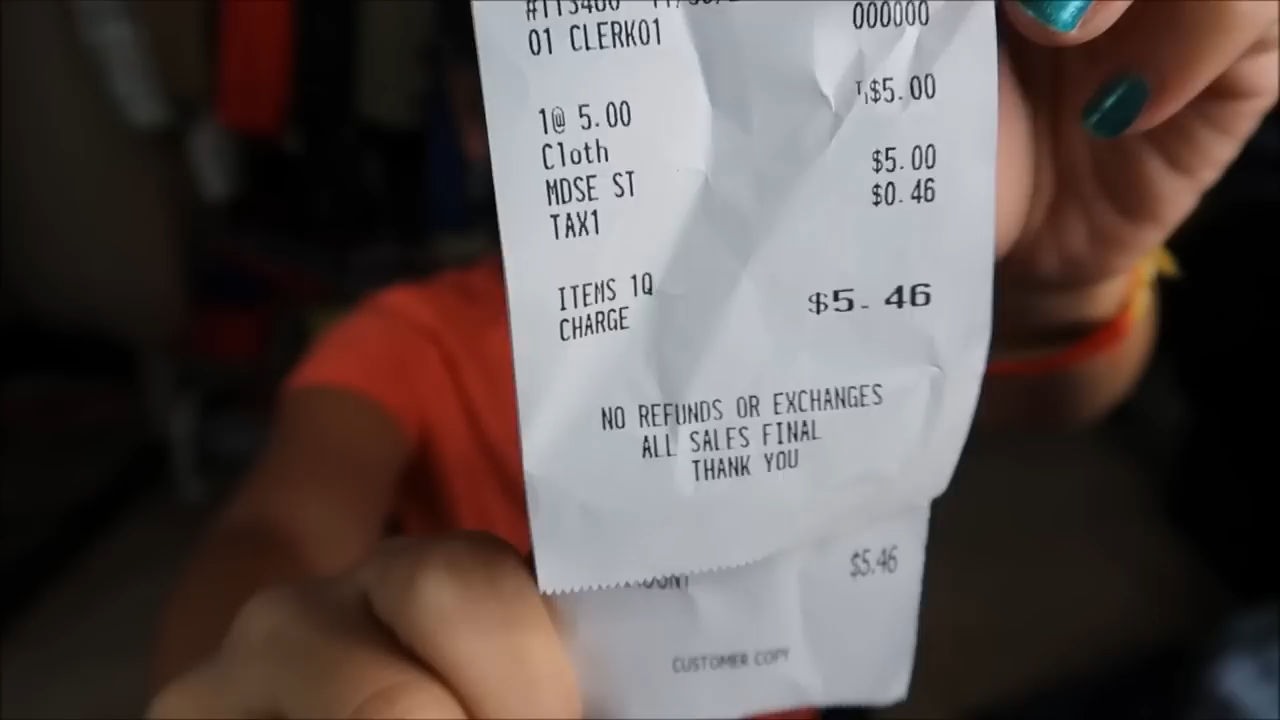 01 CLERK01 000000
1@ 5.00
Cloth T1$5.00
MDSE ST $5.00
TAX1 $0.46
ITEMS 1Q
CHARGE $5.46
NO REFUNDS OR EXCHANGES
ALL SALES FINAL
THANK YOU
$5.46
CUSTOMER COPY